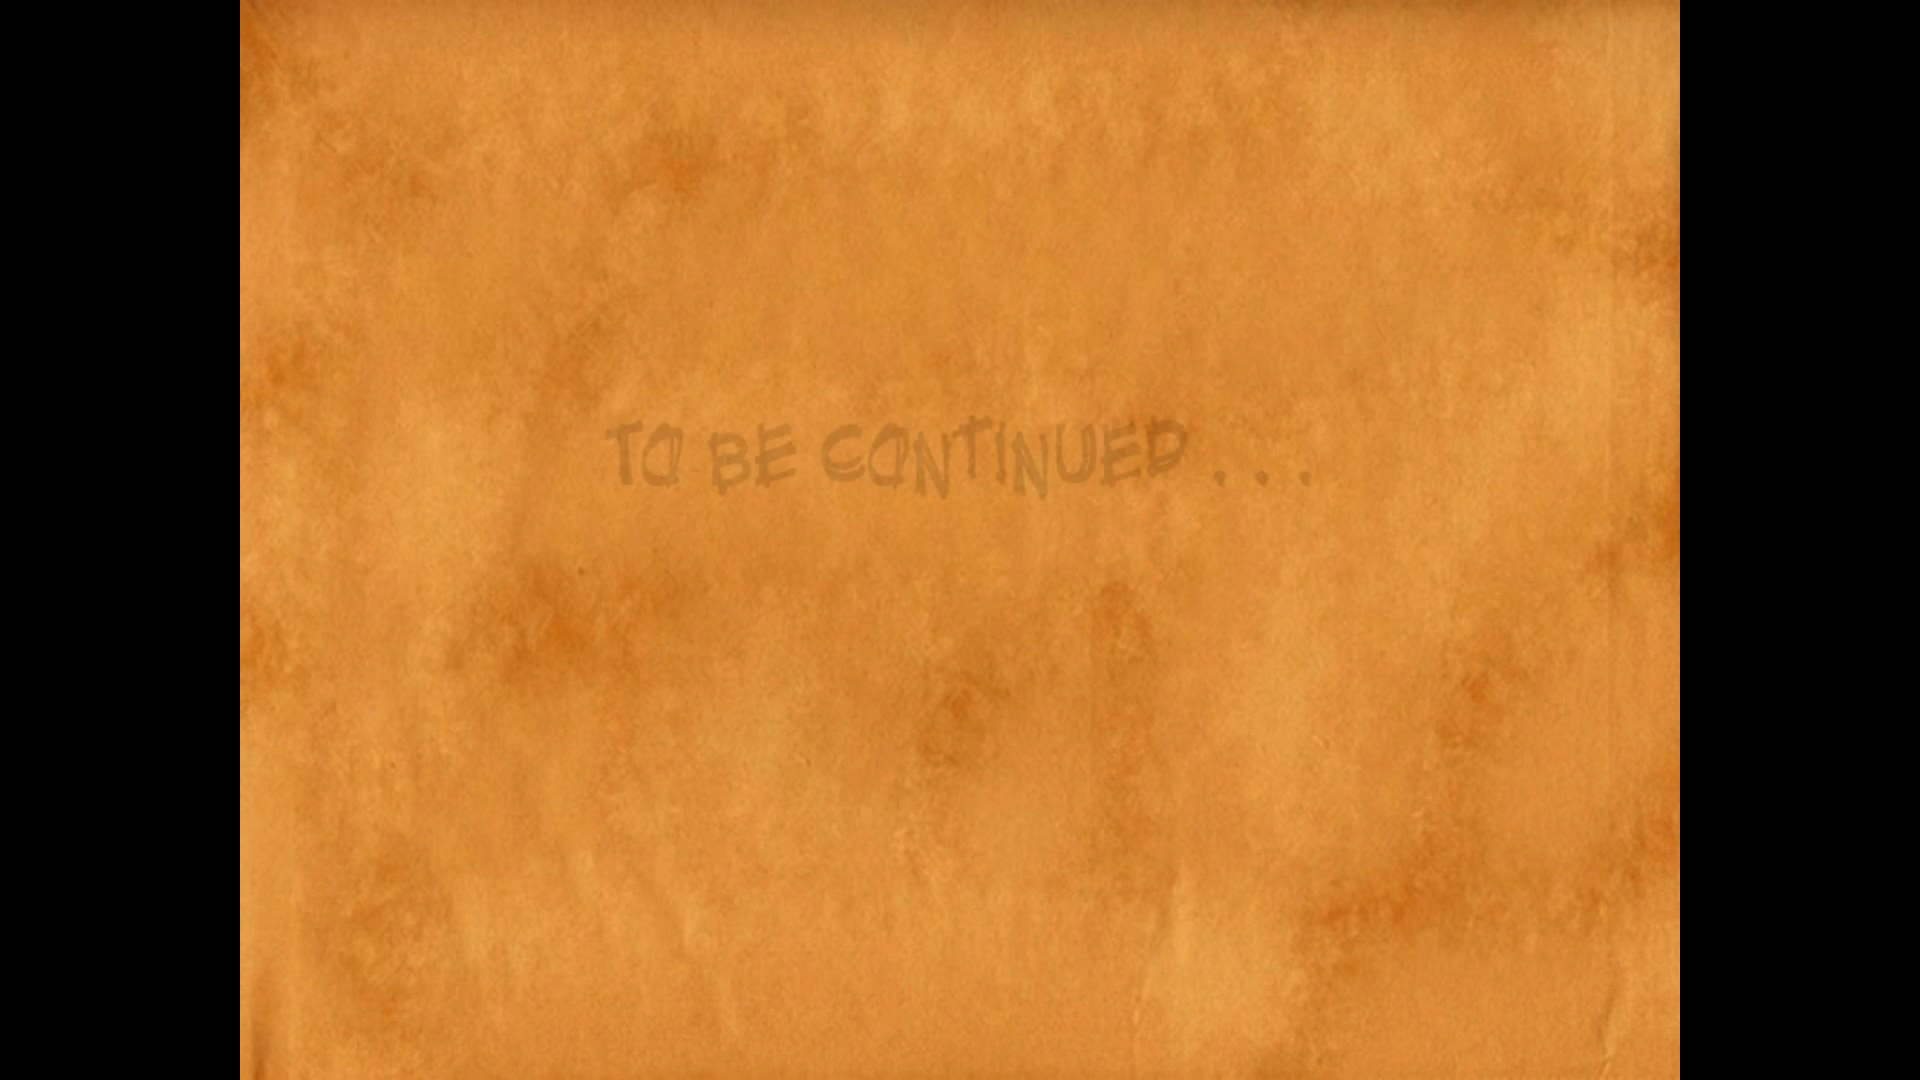 TO BE CONTINUED . . .